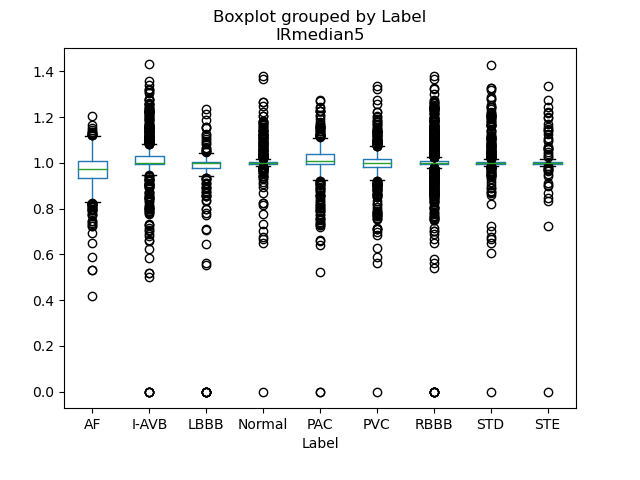 Boxplot grouped by Label
IRmedian5
1.4
1.2
1.0
0.8
0.6
0.4
0.2
0.0
AF I-AVB LBBB Normal PAC PVC RBBB STD STE
Label